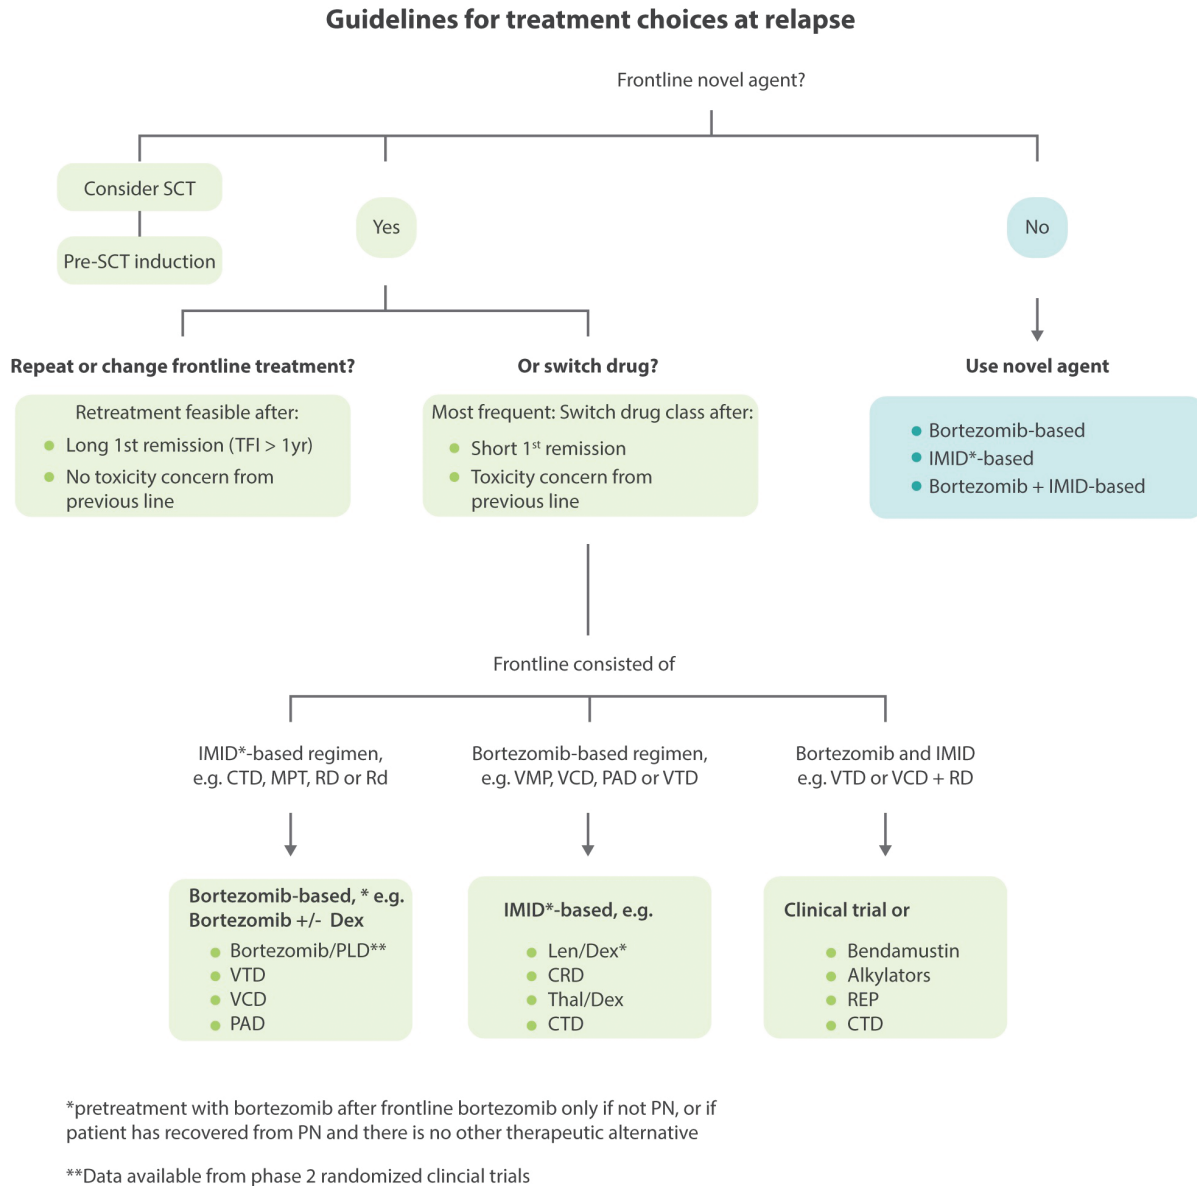 Guidelines for treatment choices at relapse
Frontline novel agent?
Consider SCT
Pre-SCT induction
Yes
No
Repeat or change frontline treatment?
Retreatment feasible after:
Long 1st remission (TFI > 1yr)
No toxicity concern from
previous line
Or switch drug?
Most frequent: Switch drug class after:
Short 1st remission
Toxicity concern from
previous line
Use novel agent
Bortezomib-based
IMID*-based
Bortezomib + IMID-based
Frontline consisted of
IMID*-based regimen,
e.g. CTD, MPT, RD or Rd
Bortezomib-based regimen,
e.g. VMP, VCD, PAD or VTD
Bortezomib and IMID
e.g. VTD or VCD + RD
Bortezomib-based, * e.g.
Bortezomib +/- Dex
Bortezomib/PLD**
VTD
VCD
PAD
IMID*-based, e.g.
Len/Dex*
CRD
Thal/Dex
CTD
Clinical trial or
Bendamustin
Alkylators
REP
CTD
*pretreatment with bortezomib after frontline bortezomib only if not PN, or if
patient has recovered from PN and there is no other therapeutic alternative
**Data available from phase 2 randomized clincial trials